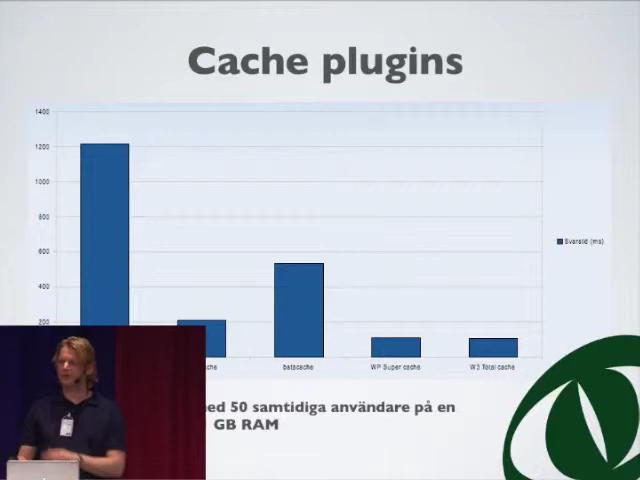 Cache plugins
1400
1200
1000
800
600
400
200
Svarstid (ms)
batcache
WP Super cache
W3 Total cache
50 samtidiga användare på en
GB RAM